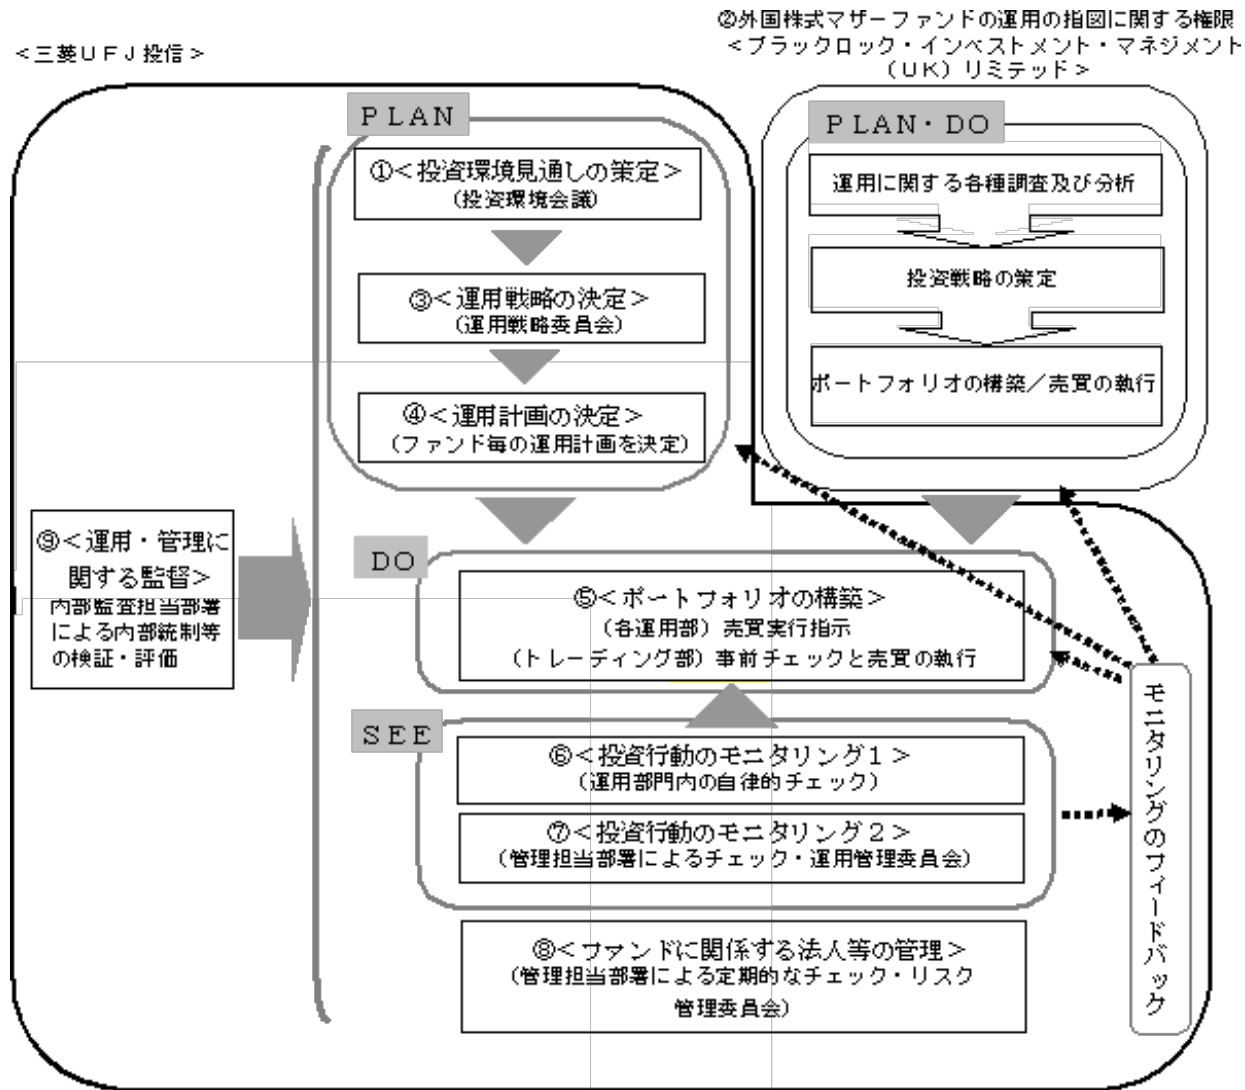 ②外国株式マザーファンドの運用の指図に関する権限
＜ブラックロック・インベストメント・マネジメント
（ＵＫ）リミテッド＞
＜三菱ＵＦＪ投信＞
ＰＬＡＮ
①＜投資環境見通しの策定＞
（投資環境会議）
③＜運用戦略の決定＞
（運用戦略委員会）
④＜運用計画の決定＞
（ファンド毎の運用計画を決定）
ＰＬＡＮ・ＤＯ
運用に関する各種調査及び分析
投資戦略の策定
ポートフォリオの構築／売買の執行
⑨＜運用・管理に
関する監督＞
内部監査担当部署
による内部統制等
の検証・評価
ＤＯ
⑤＜ポートフォリオの構築＞
（各運用部）売買実行指示
（トレーディング部）事前チェックと売買の執行
ＳＥＥ
⑥＜投資行動のモニタリング１＞
（運用部門内の自律的チェック）
⑦＜投資行動のモニタリング２＞
（管理担当部署によるチェック・運用管理委員会）
⑧＜ファンドに関係する法人等の管理＞
（管理担当部署による定期的なチェック・リスク
管理委員会）
モニタリングのフィードバック